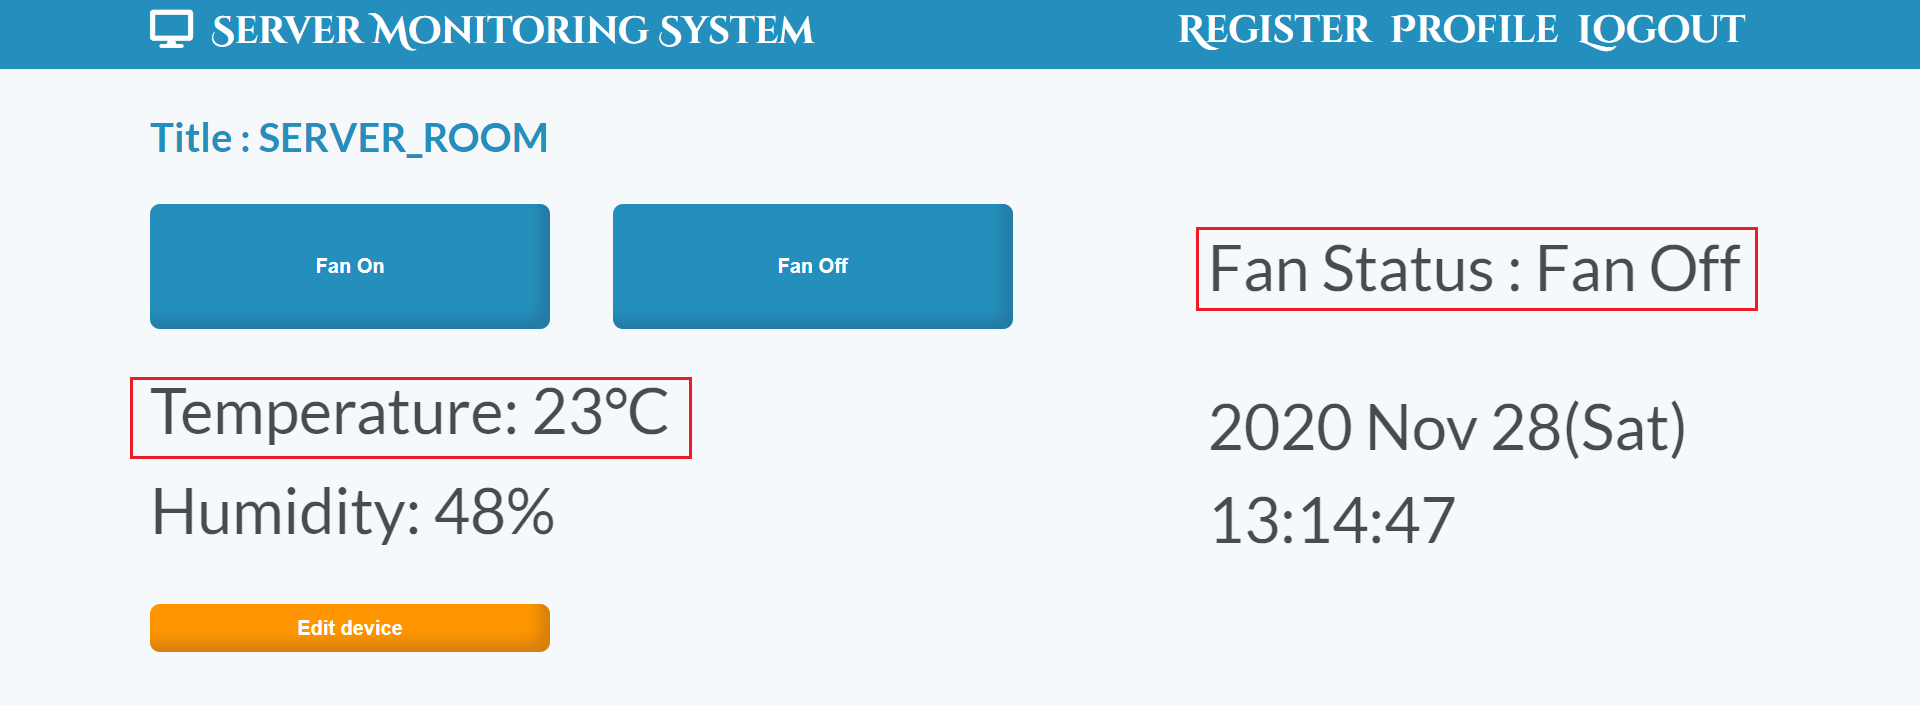 SERVER MONITORING SYSTEM REGISTER PROFILE LOGOUT
Title : SERVER_ROOM
Fan On Fan Off
Fan Status : Fan Off
Temperature: 23°C
Humidity: 48%
2020 Nov 28(Sat)
13:14:47
Edit device